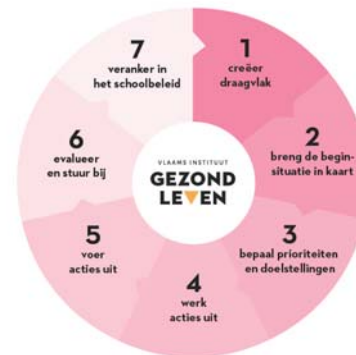 1
creëer
draagvlak
2
breng de begin-
situatie in kaart
3
bepaal prioriteiten
en doelstellingen
4
werk
acties uit
5
voer
acties uit
6
evalueer
en stuur bij
7
veranker in
het schoolbeleid
VLAAMS INSTITUUT
GEZOND
LEVEN